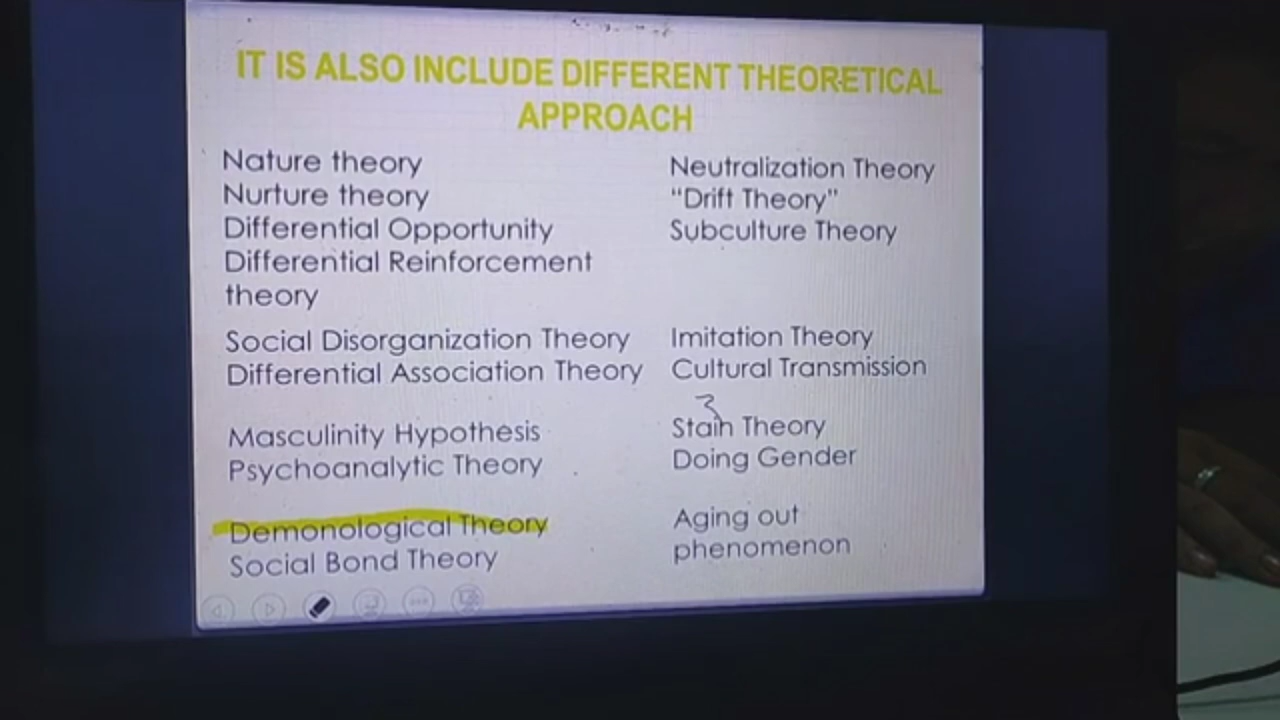 IT IS ALSO INCLUDE DIFFERENT THEORETICAL
APPROACH
Nature theory
Nurture theory
Differential Opportunity
Differential Reinforcement
theory
Neutralization Theory
"Drift Theory"
Subculture Theory
Social Disorganization Theory
Differential Association Theory
Imitation Theory
Cultural Transmission
Masculinity Hypothesis
Psychoanalytic Theory
Stain Theory
Doing Gender
Demonological Theory
Social Bond Theory
Aging out
phenomenon